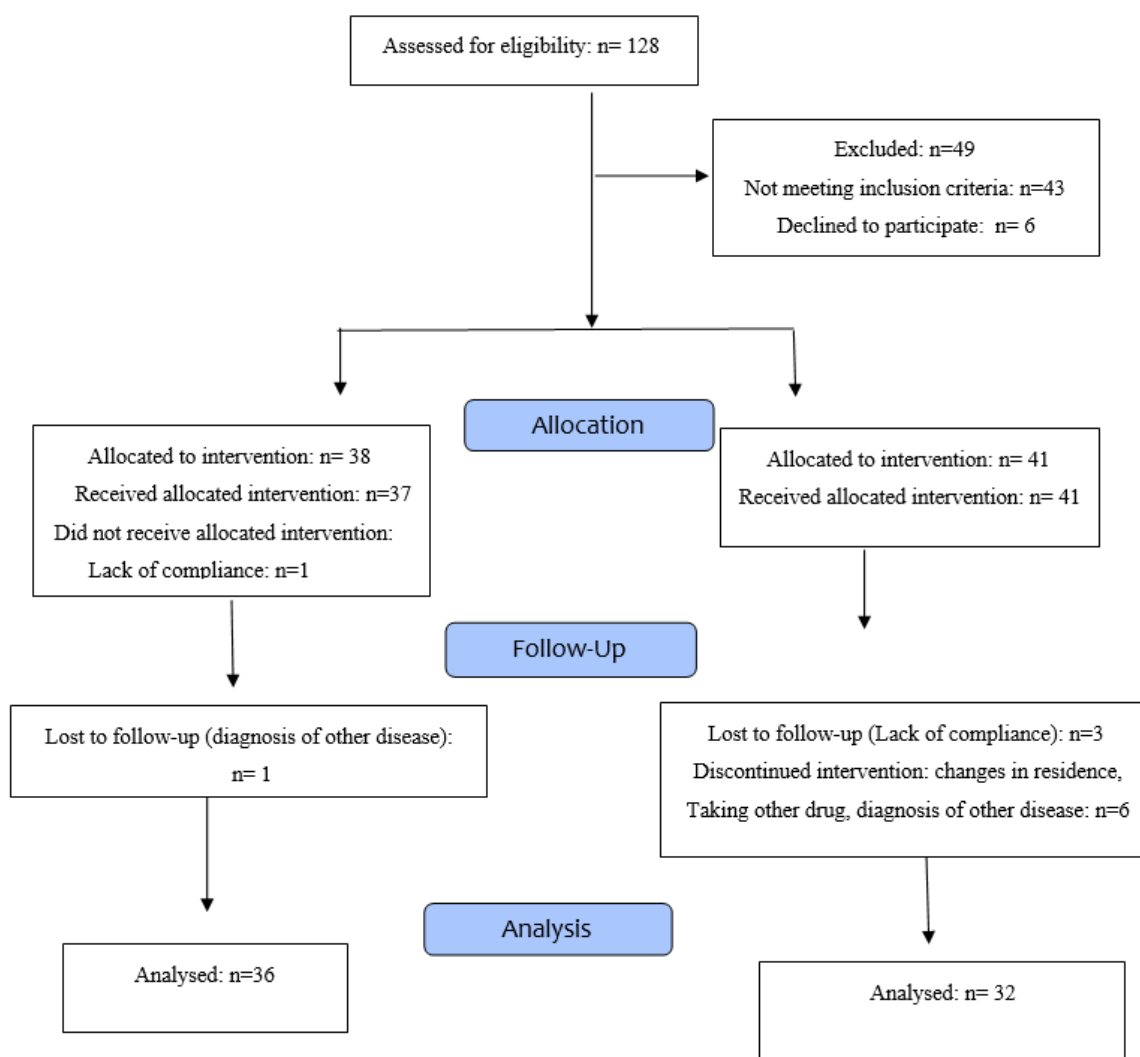 Assessed for eligibility: n= 128
Excluded: n=49
Not meeting inclusion criteria: n=43
Declined to participate:  n= 6
Allocation
Allocated to intervention: n= 38
Received allocated intervention: n=37
Did not receive allocated intervention:
Lack of compliance: n=1
Allocated to intervention: n= 41
Received allocated intervention: n= 41
Follow-Up
Lost to follow-up (diagnosis of other disease):
n= 1
Lost to follow-up (Lack of compliance): n=3
Discontinued intervention: changes in residence,
Taking other drug, diagnosis of other disease: n=6
Analysis
Analysed: n=36
Analysed: n= 32